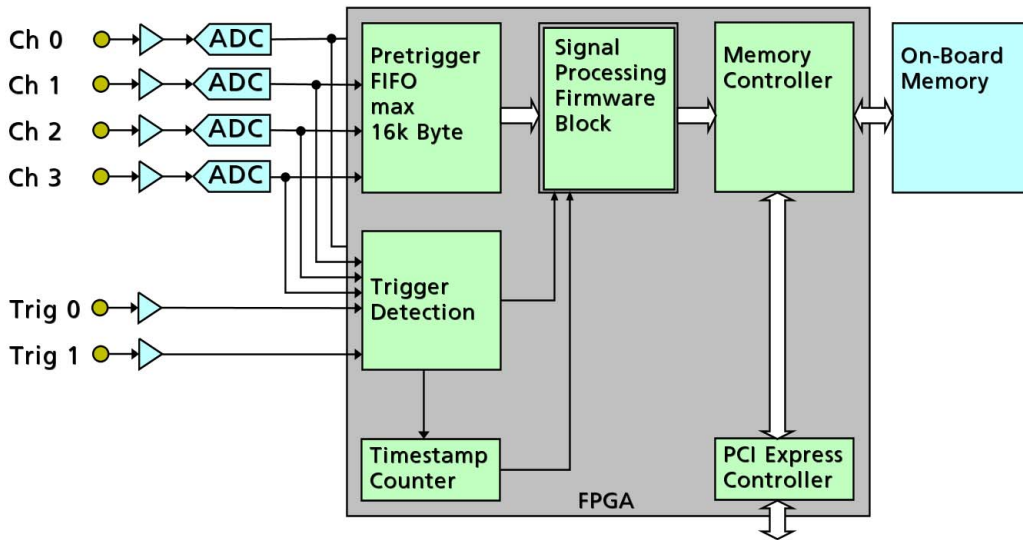 Ch 0
ADC
Ch 1
ADC
Ch 2
ADC
Ch 3
ADC
Trig 0
Trig 1
Pretrigger
FIFO
max
16k Byte
Signal
Processing
Firmware
Block
Memory
Controller
On-Board
Memory
Trigger
Detection
Timestamp
Counter
PCI Express
Controller
FPGA